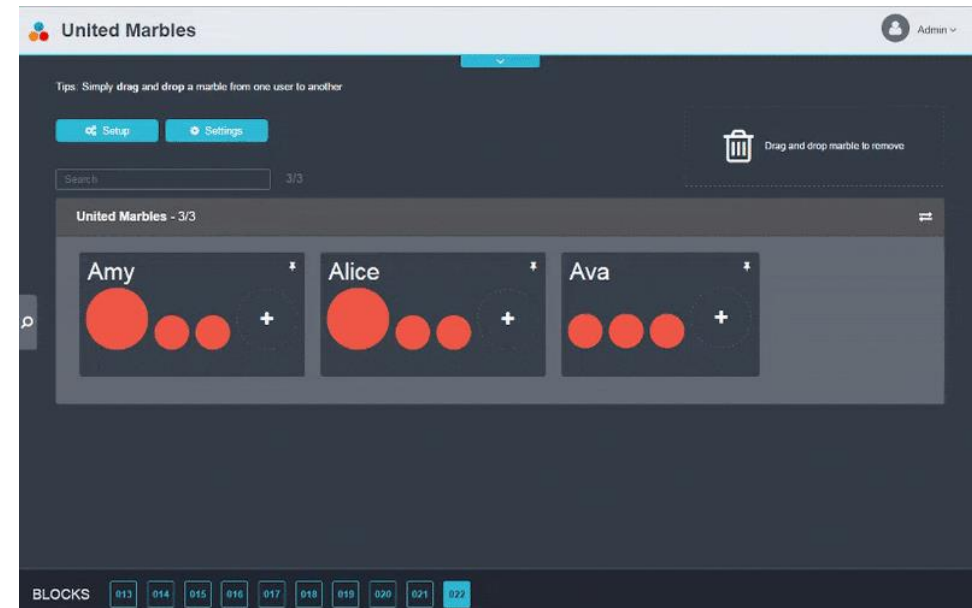 United Marbles
Admin
Tips: Simply drag and drop a marble from one user to another
Setup
Settings
Drag and drop marble to remove
Search
3/3
United Marbles - 3/3
Amy
Alice
Ava
+
+
+
BLOCKS
013
014
015
016
017
018
019
020
021
022